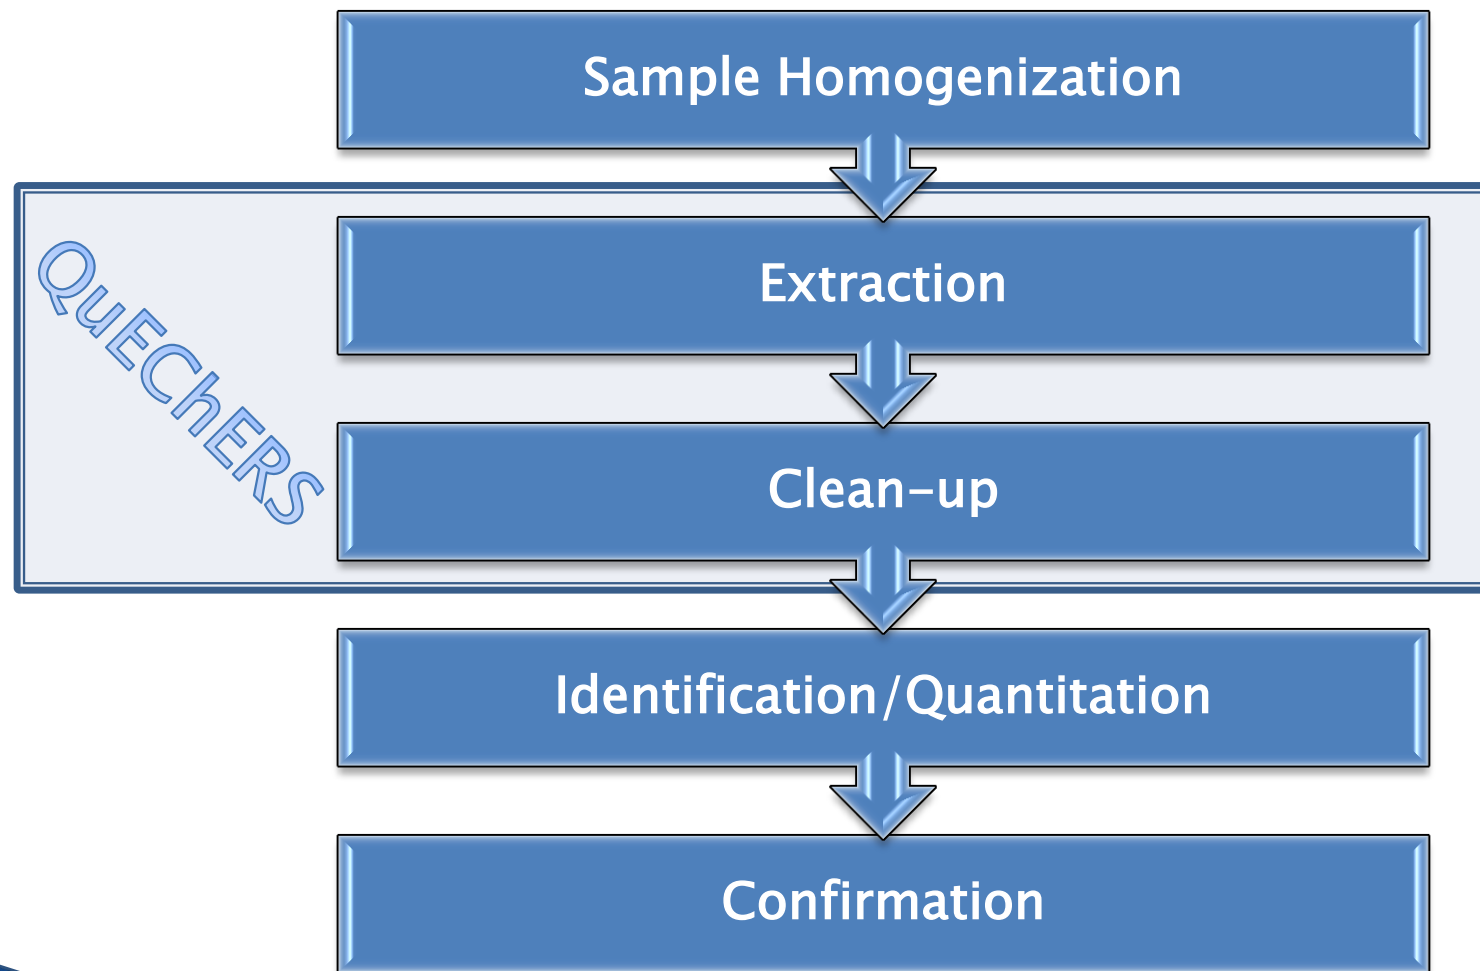 Sample Homogenization
QuEChERS
Extraction
Clean-up
Identification/Quantitation
Confirmation